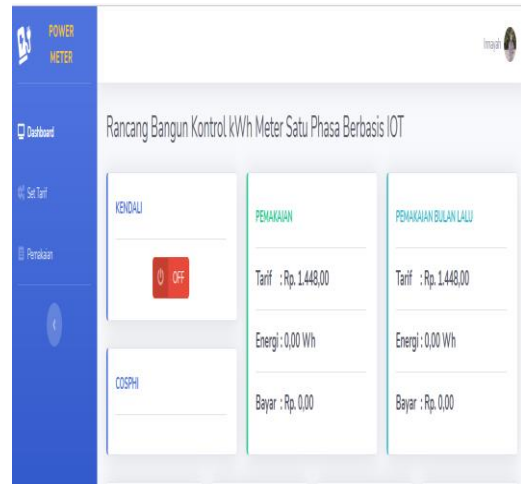 POWER
METER
Irmayah
Dashboard
Set Tarif
Pemakaian
Rancang Bangun Kontrol kWh Meter Satu Phasa Berbasis IOT
KENDALI
OFF
COSPHI
PEMAKAIAN
Tarif : Rp. 1.448,00
Energi : 0,00 Wh
Bayar : Rp. 0,00
PEMAKAIAN BULAN LALU
Tarif : Rp. 1.448,00
Energi : 0,00 Wh
Bayar : Rp. 0,00